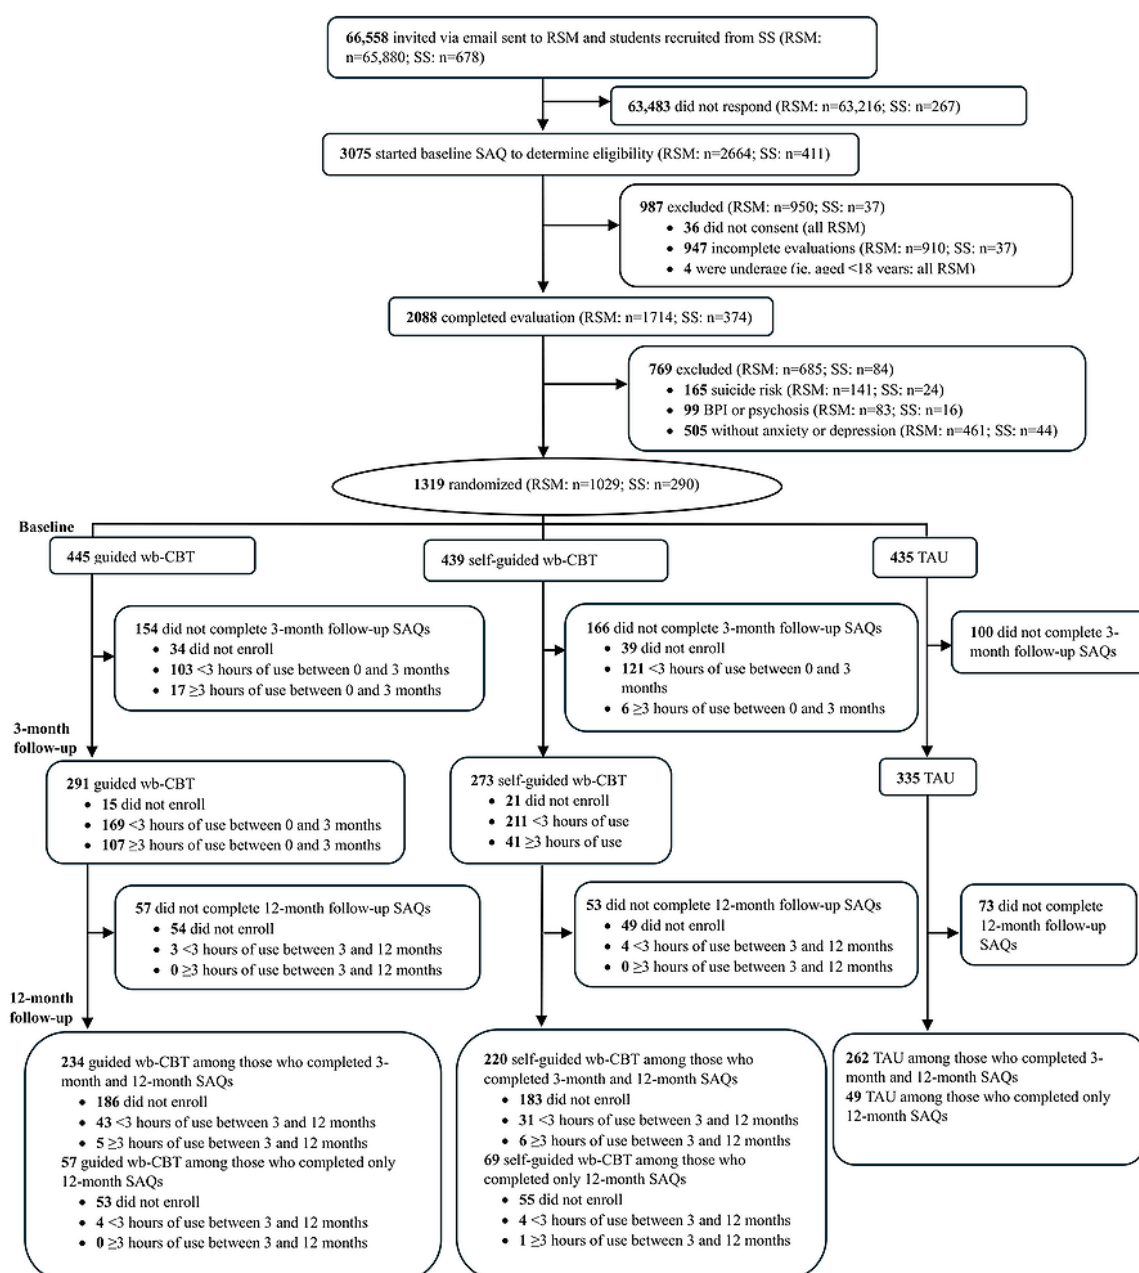 66,558 invited via email sent to RSM and students recruited from SS (RSM:
n=65,880; SS: n=678)
63,483 did not respond (RSM: n=63,216; SS: n=267)
3075 started baseline SAQ to determine eligibility (RSM: n=2664; SS: n=411)
987 excluded (RSM: n=950; SS: n=37)
• 36 did not consent (all RSM)
• 947 incomplete evaluations (RSM: n=910; SS: n=37)
• 4 were underage (ie, aged <18 years; all RSM)
2088 completed evaluation (RSM: n=1714; SS: n=374)
769 excluded (RSM: n=685; SS: n=84)
• 165 suicide risk (RSM: n=141; SS: n=24)
• 99 BPI or psychosis (RSM: n=83; SS: n=16)
• 505 without anxiety or depression (RSM: n=461; SS: n=44)
1319 randomized (RSM: n=1029; SS: n=290)
Baseline
445 guided wb-CBT
439 self-guided wb-CBT
435 TAU
154 did not complete 3-month follow-up SAQs
• 34 did not enroll
• 103 <3 hours of use between 0 and 3 months
• 17 ≥3 hours of use between 0 and 3 months
166 did not complete 3-month follow-up SAQs
• 39 did not enroll
• 121 <3 hours of use between 0 and 3
months
• 6 ≥3 hours of use between 0 and 3 months
100 did not complete 3-
month follow-up SAQs
3-month
follow-up
291 guided wb-CBT
• 15 did not enroll
• 169 <3 hours of use between 0 and 3 months
• 107 ≥3 hours of use between 0 and 3 months
273 self-guided wb-CBT
• 21 did not enroll
• 211 <3 hours of use
• 41 ≥3 hours of use
335 TAU
57 did not complete 12-month follow-up SAQs
• 54 did not enroll
• 3 <3 hours of use between 3 and 12 months
• 0 ≥3 hours of use between 3 and 12 months
53 did not complete 12-month follow-up SAQs
• 49 did not enroll
• 4 <3 hours of use between 3 and 12 months
• 0 ≥3 hours of use between 3 and 12 months
73 did not complete
12-month follow-up
SAQs
12-month
follow-up
234 guided wb-CBT among those who completed 3-
month and 12-month SAQs
• 186 did not enroll
• 43 <3 hours of use between 3 and 12 months
• 5 ≥3 hours of use between 3 and 12 months
57 guided wb-CBT among those who completed only
12-month SAQs
• 53 did not enroll
• 4 <3 hours of use between 3 and 12 months
• 0 ≥3 hours of use between 3 and 12 months
220 self-guided wb-CBT among those who
completed 3-month and 12-month SAQs
• 183 did not enroll
• 31 <3 hours of use between 3 and 12 months
• 6 ≥3 hours of use between 3 and 12 months
69 self-guided wb-CBT among those who
completed only 12-month SAQs
• 55 did not enroll
• 4 <3 hours of use between 3 and 12 months
• 1 ≥3 hours of use between 3 and 12 months
262 TAU among those who completed 3-
month and 12-month SAQs
49 TAU among those who completed only
12-month SAQs